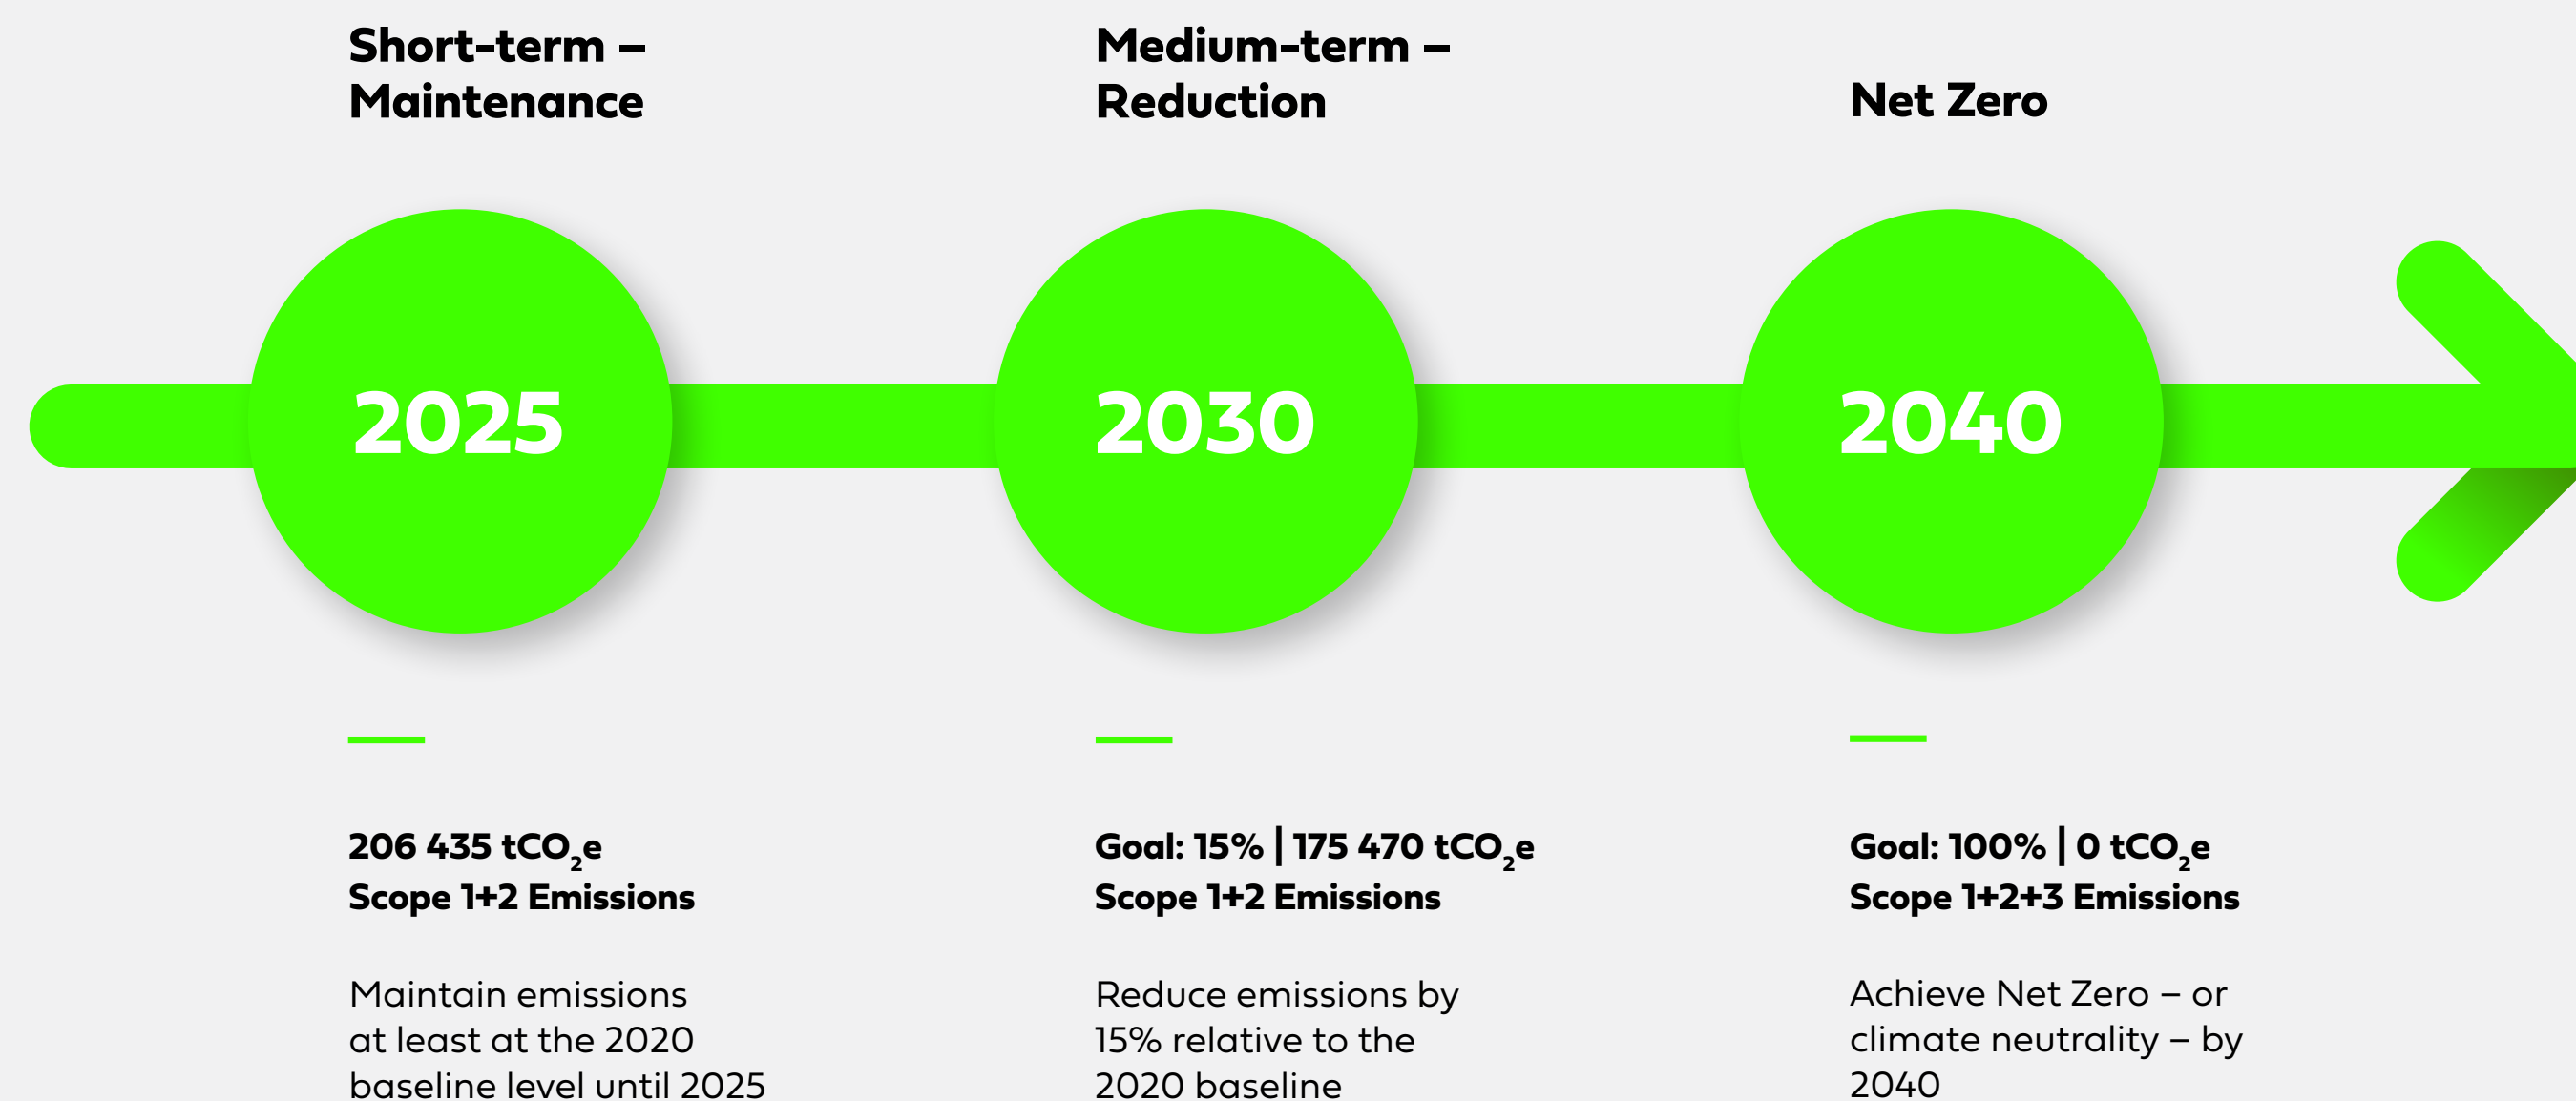 Short-term –
Maintenance
Medium-term –
Reduction
Net Zero
2025
2030
2040
206 435 tCO₂e
Scope 1+2 Emissions
Maintain emissions
at least at the 2020
baseline level until 2025
Goal: 15% | 175 470 tCO₂e
Scope 1+2 Emissions
Reduce emissions by
15% relative to the
2020 baseline
Goal: 100% | 0 tCO₂e
Scope 1+2+3 Emissions
Achieve Net Zero – or
climate neutrality – by
2040